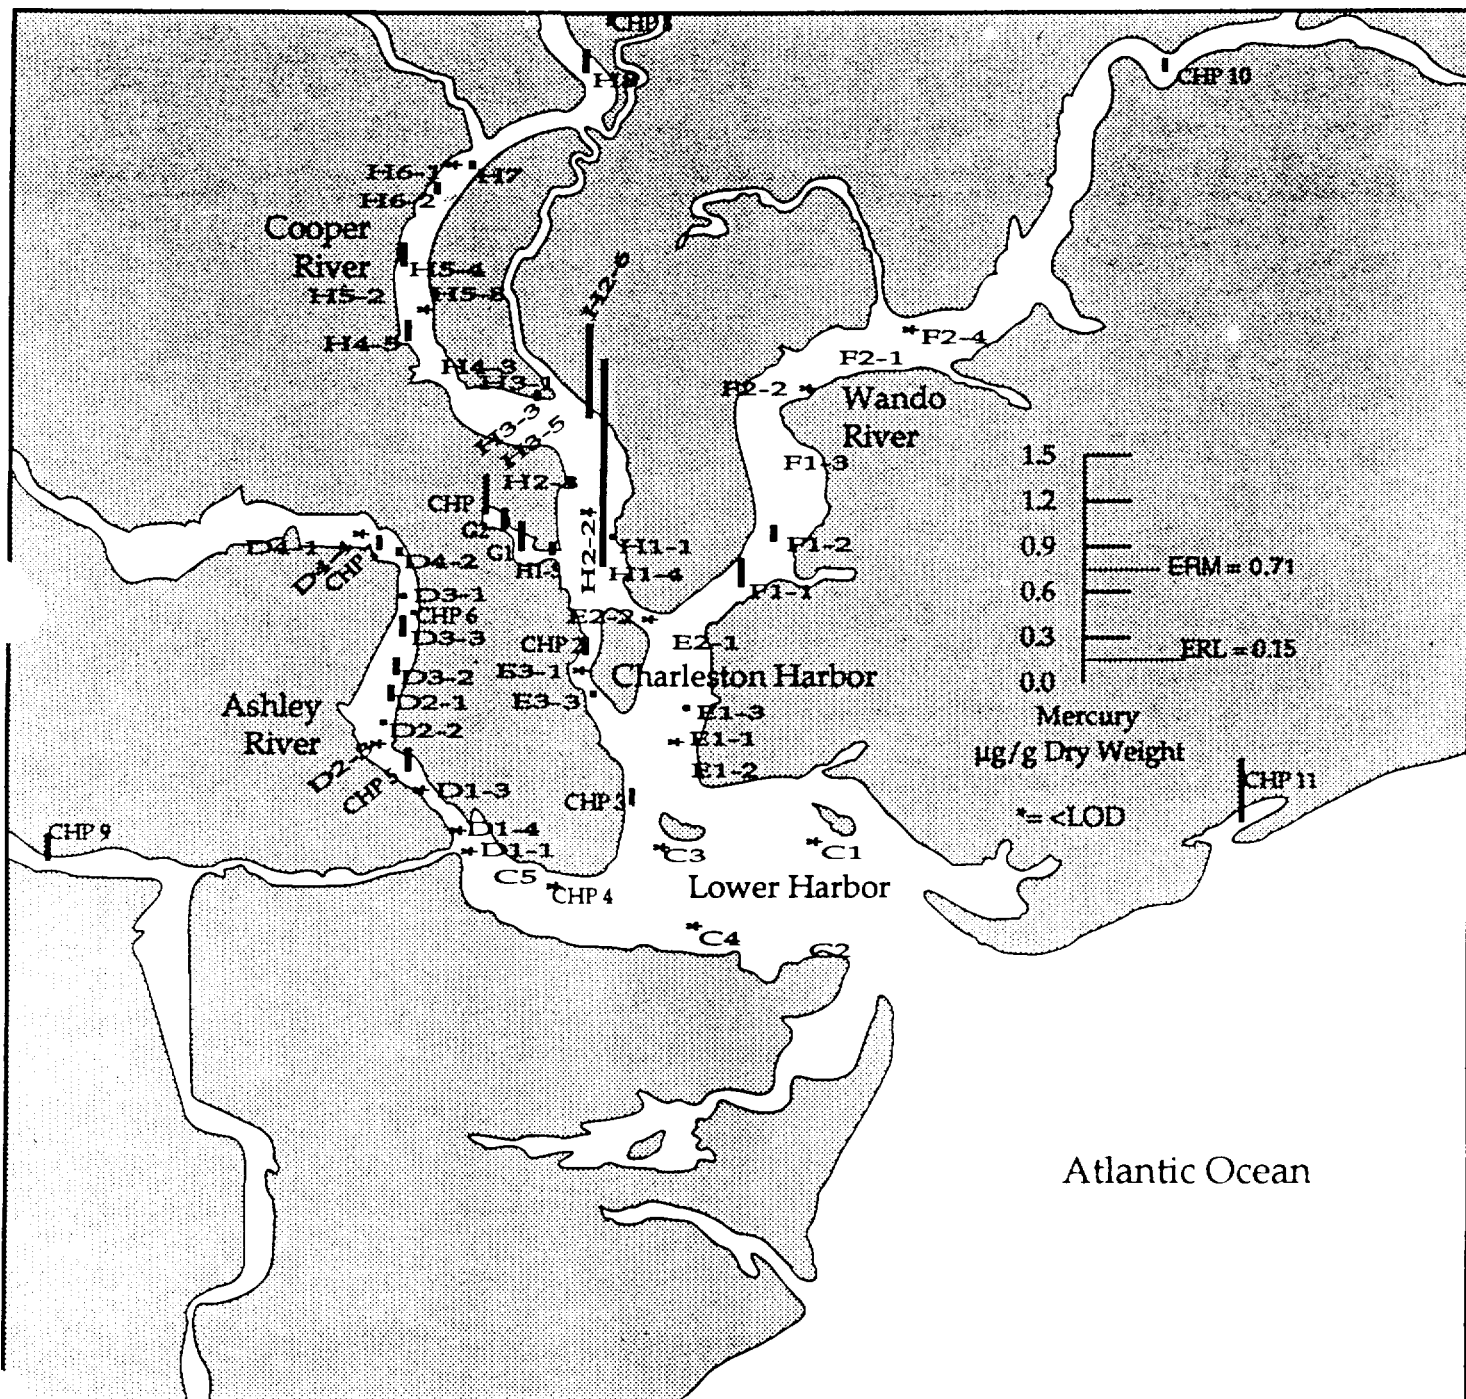 CHP
H8
CHP 10
H6-1
H7
H6-2
Cooper
River
H5-4
H2-6
H5-2
H5-8
H4-5
F2-4
F2-1
H4-3
H3-1
F2-2
Wando
River
H3-3
H3-5
F1-3
H2-3
CHP
G2
G1
H1-3
H2-2
H1-1
H1-4
F1-2
F1-1
1.5
1.2
0.9
ERM = 0.71
0.6
0.3
ERL = 0.15
0.0
Mercury
µg/g Dry Weight
*= <LOD
D4-1
CHP
D4-2
D3-1
CHP 6
D3-3
D3-2
D2-1
D2-2
Ashley
River
CHP 5
D1-3
D1-4
D1-1
E2-2
E2-1
CHP 2
E3-1
Charleston Harbor
E3-3
E1-3
E1-1
E1-2
CHP 3
CHP 11
CHP 9
C3
C1
C5
CHP 4
Lower Harbor
C4
Atlantic Ocean